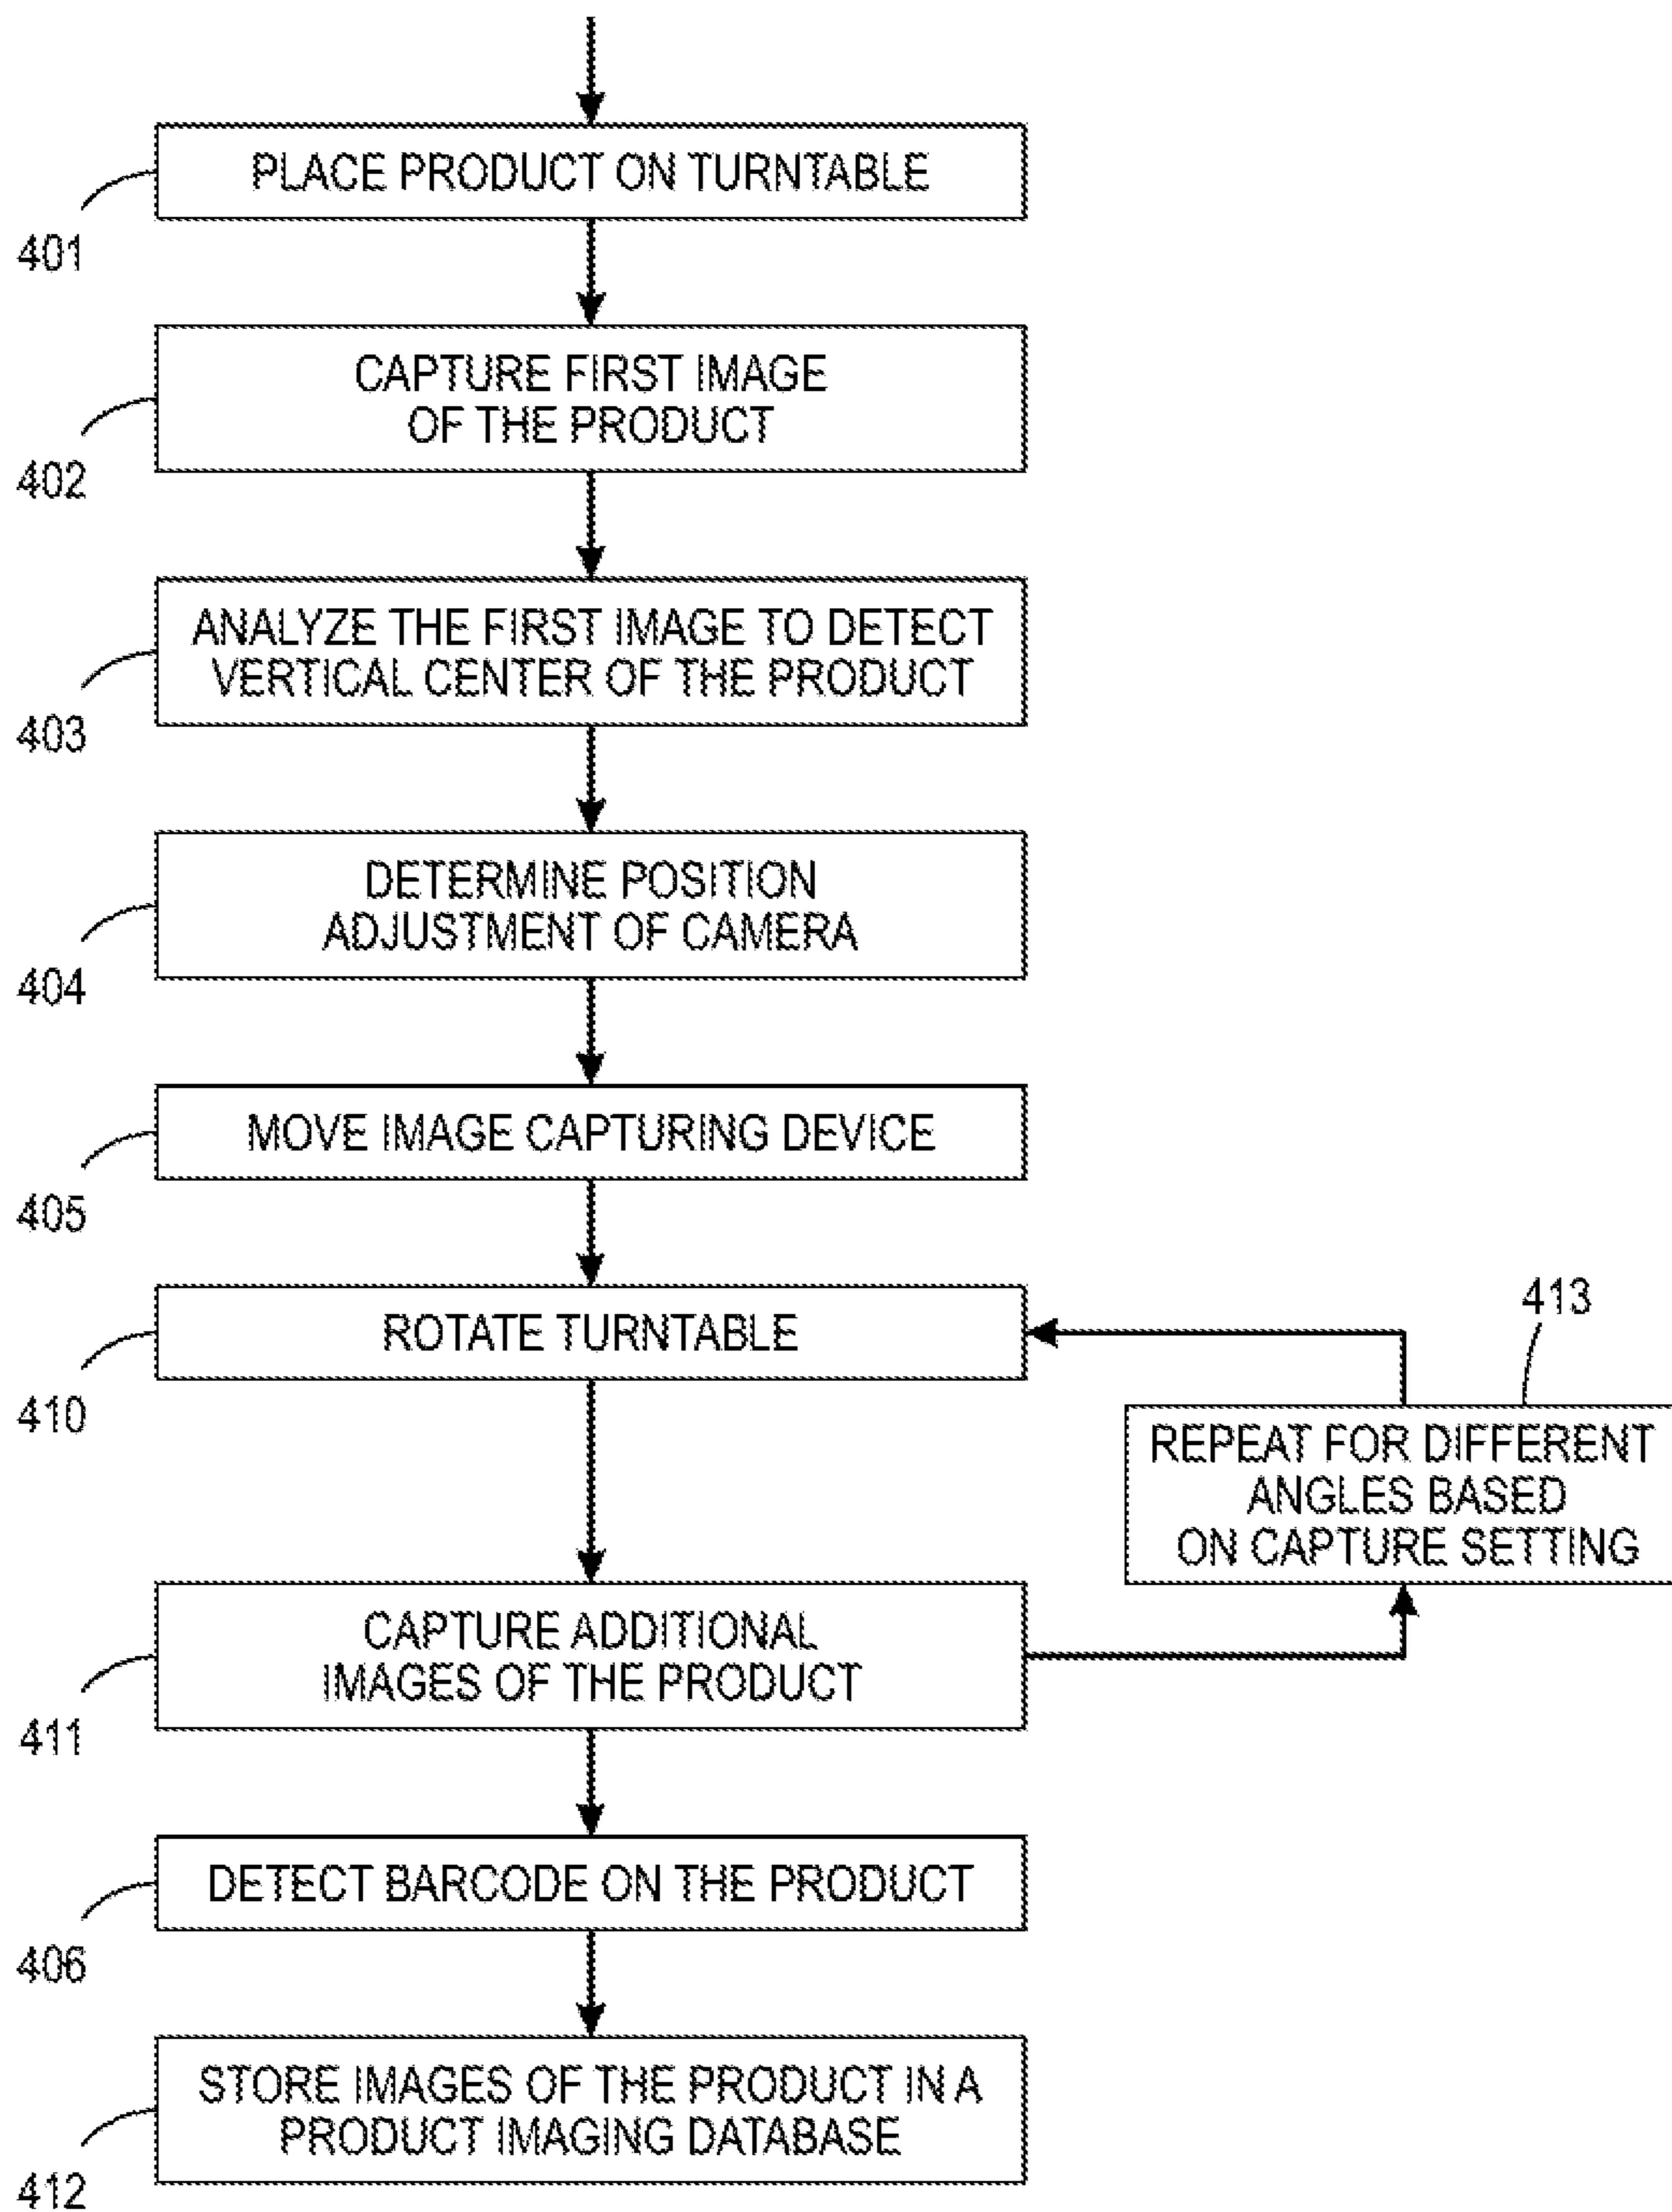 PLACE PRODUCT ON TURNTABLE
401
CAPTURE FIRST IMAGE
OF THE PRODUCT
402
ANALYZE THE FIRST IMAGE TO DETECT
VERTICAL CENTER OF THE PRODUCT
403
DETERMINE POSITION
ADJUSTMENT OF CAMERA
404
MOVE IMAGE CAPTURING DEVICE
405
ROTATE TURNTABLE
410
413
REPEAT FOR DIFFERENT
ANGLES BASED
ON CAPTURE SETTING
CAPTURE ADDITIONAL
IMAGES OF THE PRODUCT
411
DETECT BARCODE ON THE PRODUCT
406
STORE IMAGES OF THE PRODUCT IN A
PRODUCT IMAGING DATABASE
412